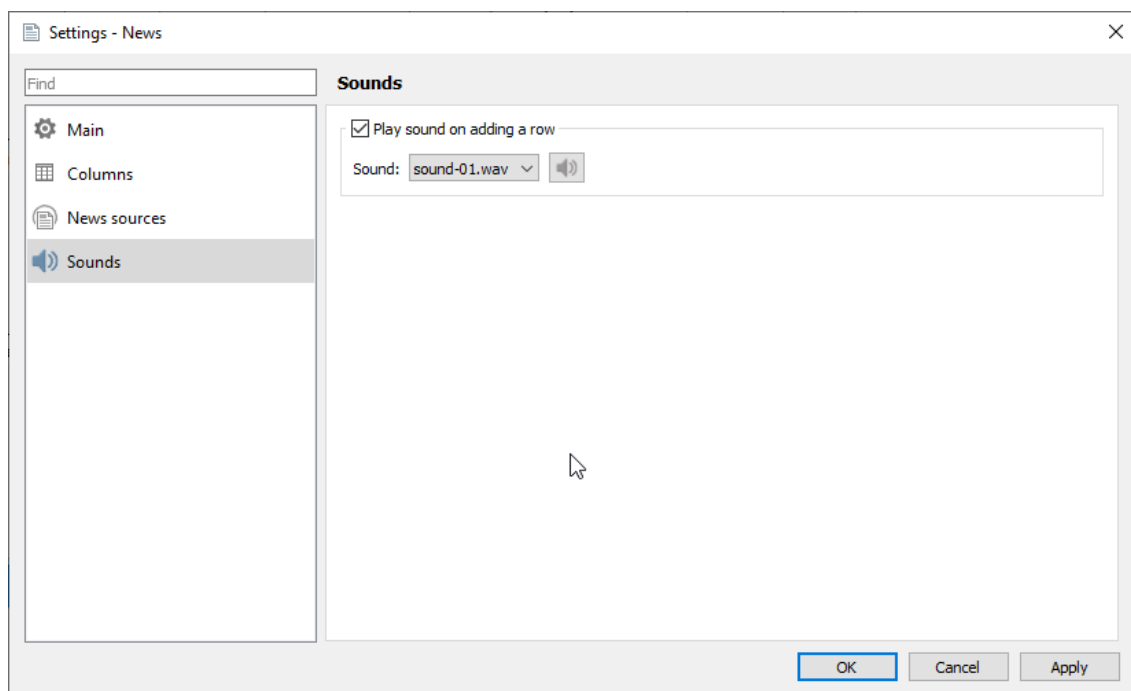 Settings - News
Find
Main
Columns
News sources
Sounds
Sounds
Play sound on adding a row
Sound: sound-01.wav
OK Cancel Apply